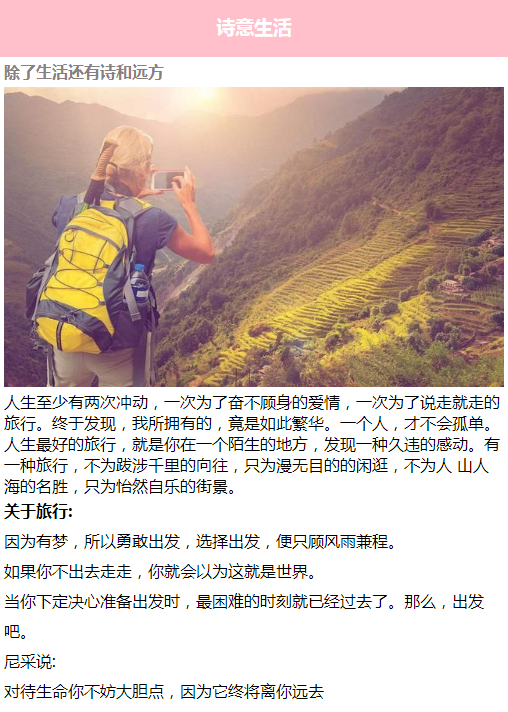 诗意生活
除了生活还有诗和远方
人生至少有两次冲动，一次为了奋不顾身的爱情，一次为了说走就走的
旅行。终于发现，我所拥有的，竟是如此繁华。一个人，才不会孤单。
人生最好的旅行，就是你在一个陌生的地方，发现一种久违的感动。有
一种旅行，不为跋涉千里的向往，只为漫无目的的闲逛，不为人 山人
海的名胜，只为怡然自乐的街景。
关于旅行:
因为有梦，所以勇敢出发，选择出发，便只顾风雨兼程。
如果你不出去走走，你就会以为这就是世界。
当你下定决心准备出发时，最困难的时刻就已经过去了。那么，出发
吧。
尼采说:
对待生命你不妨大胆点，因为它终将离你远去